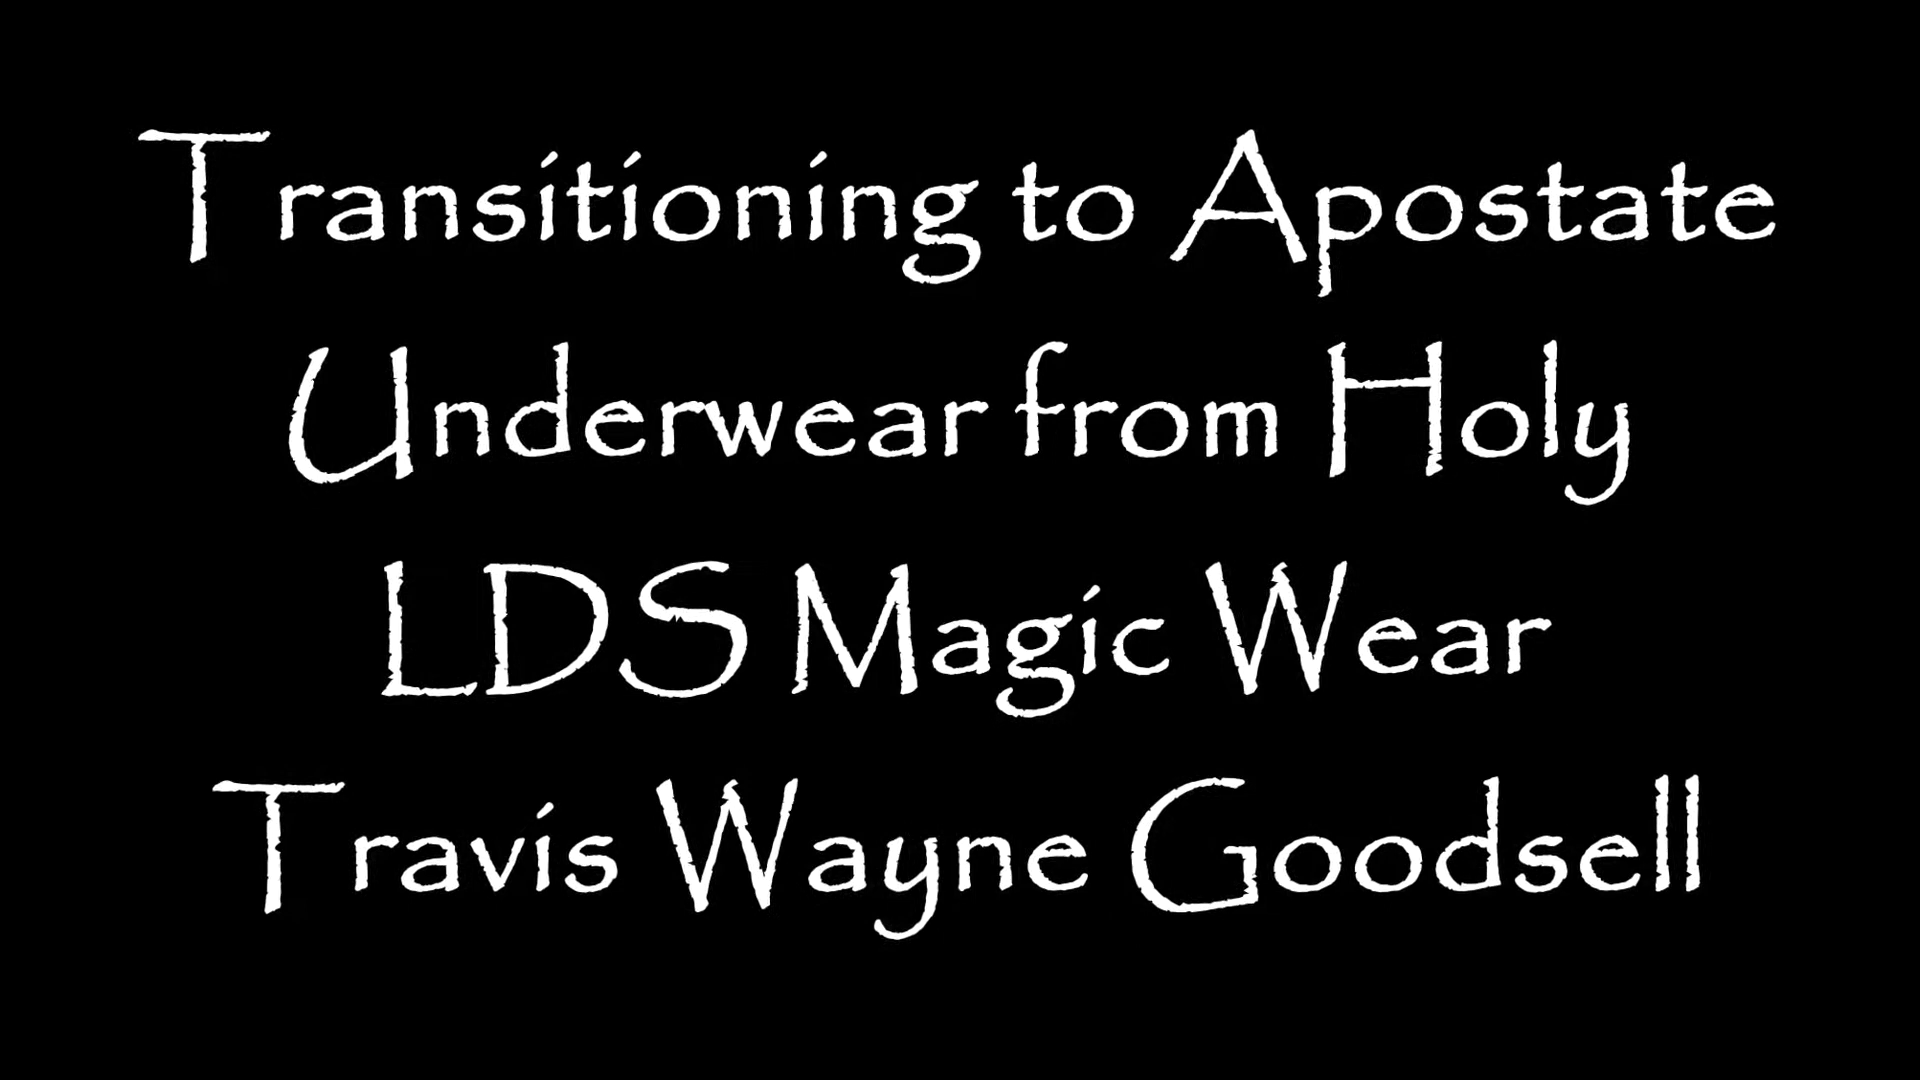 Transitioning to Apostate
Underwear from Holy
LDS Magic Wear
Travis Wayne Goodsell